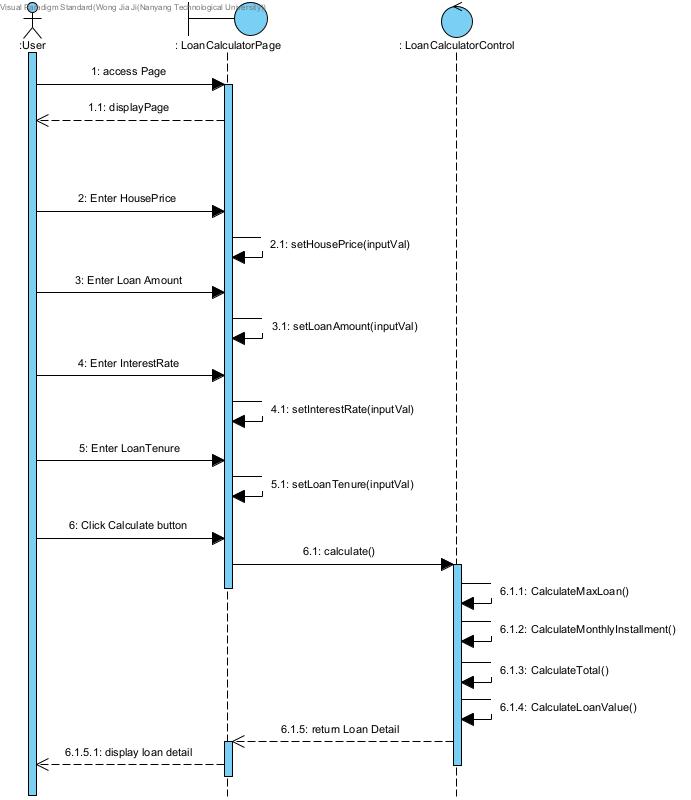 Visual Paradigm Standard(Wong Jia Ji(Nanyang Technological University))
:User
: LoanCalculatorPage
: LoanCalculatorControl
1: access Page
1.1: displayPage
2: Enter HousePrice
2.1: setHousePrice(inputVal)
3: Enter Loan Amount
3.1: setLoanAmount(inputVal)
4: Enter InterestRate
4.1: setInterestRate(inputVal)
5: Enter LoanTenure
5.1: setLoanTenure(inputVal)
6: Click Calculate button
6.1: calculate()
6.1.1: CalculateMaxLoan()
6.1.2: CalculateMonthlyInstallment()
6.1.3: CalculateTotal()
6.1.4: CalculateLoanValue()
6.1.5: return Loan Detail
6.1.5.1: display loan detail